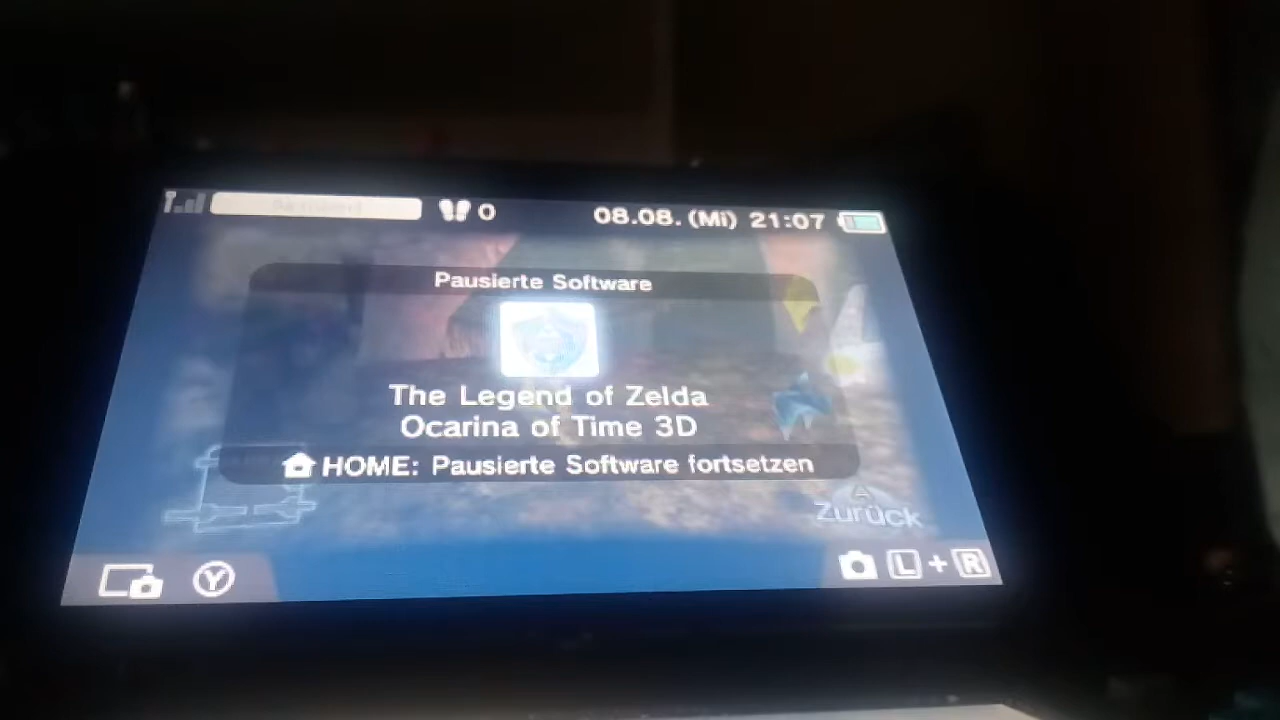 0 08.08. (Mi) 21:07
Pausierte Software
The Legend of Zelda
Ocarina of Time 3D
HOME: Pausierte Software fortsetzen
A
Zurück
Y L + R